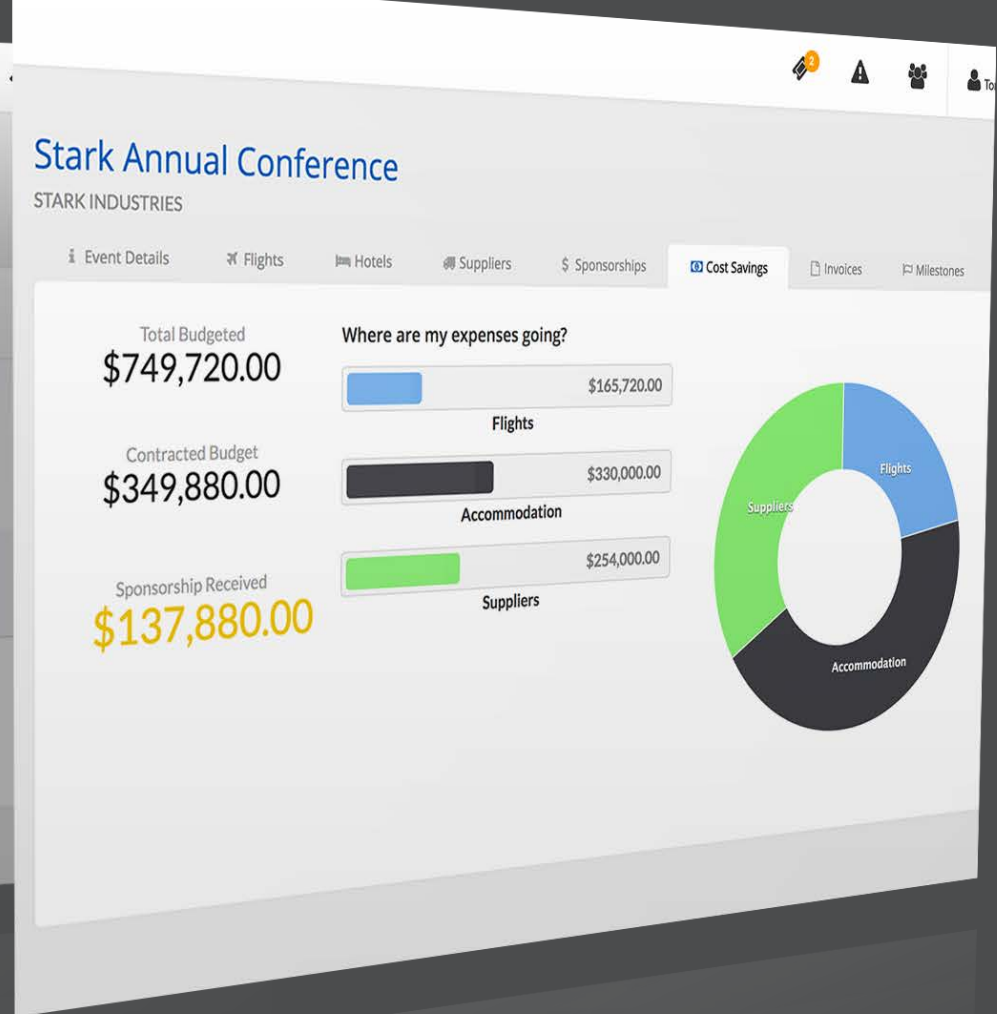 2
To
Stark Annual Conference
STARK INDUSTRIES
Event Details Flights Hotels Suppliers $ Sponsorships Cost Savings Invoices Milestones
Total Budgeted
$749,720.00
Contracted Budget
$349,880.00
Sponsorship Received
$137,880.00
Where are my expenses going?
$165,720.00
Flights
$330,000.00
Accommodation
$254,000.00
Suppliers
Flights
Suppliers
Accommodation